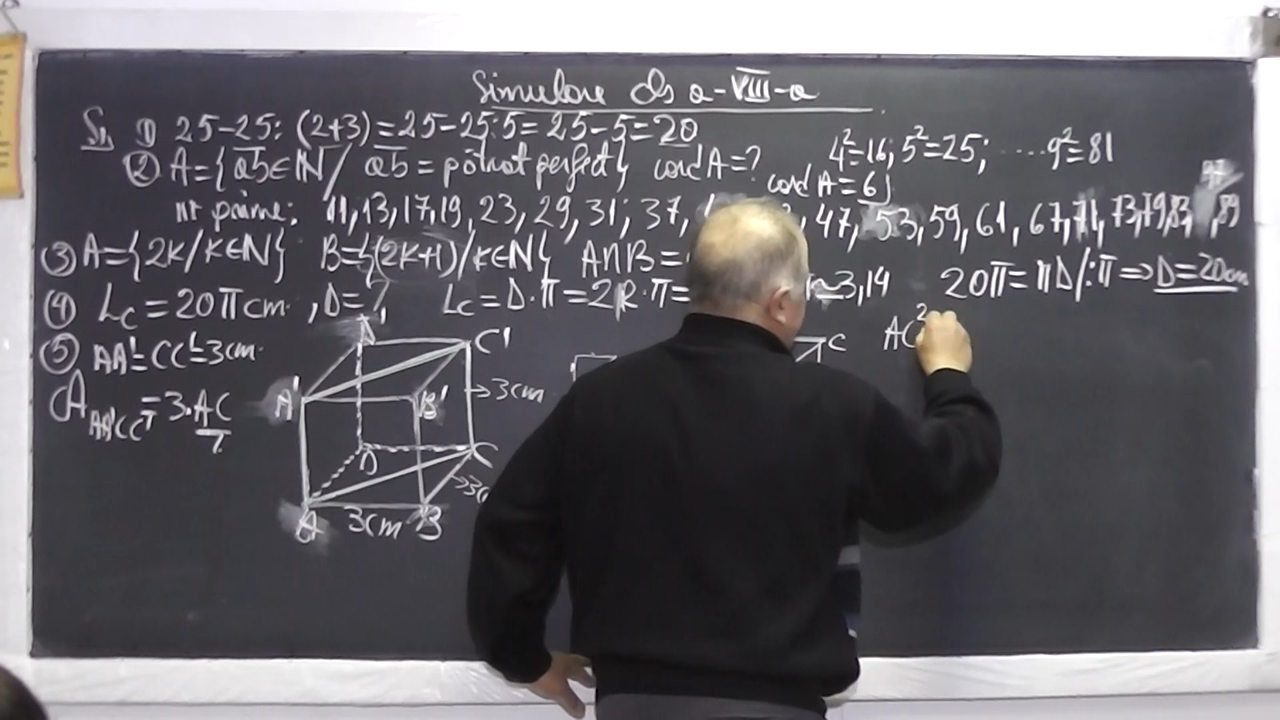 Simulare cls a-VIII-a
S₁ 1) 25-25:(2+3)=25-25:5=25-5=20
2) A={ab∈ℕ/ ab = pătrat perfect} card A=?
4²=16; 5²=25; ....9²=81
card A=6;
nr prime: 11,13,17,19,23,29,31; 37, 47, 53,59,61,67,71,73,79,83, 89
97
3) A={2k/k∈ℕ} B={(2k+1)/k∈ℕ} A∩B=
4) Lc=20πcm, D=?, Lc=D·π=2R·π= ≃3,14 20π=πD/:π⇒D=20cm
5) AA'=CC'=3cm
A AA'CC' = 3·AC
?
D'
C'
A'
B'
3cm
D
C
A
3cm
B
C
AC²